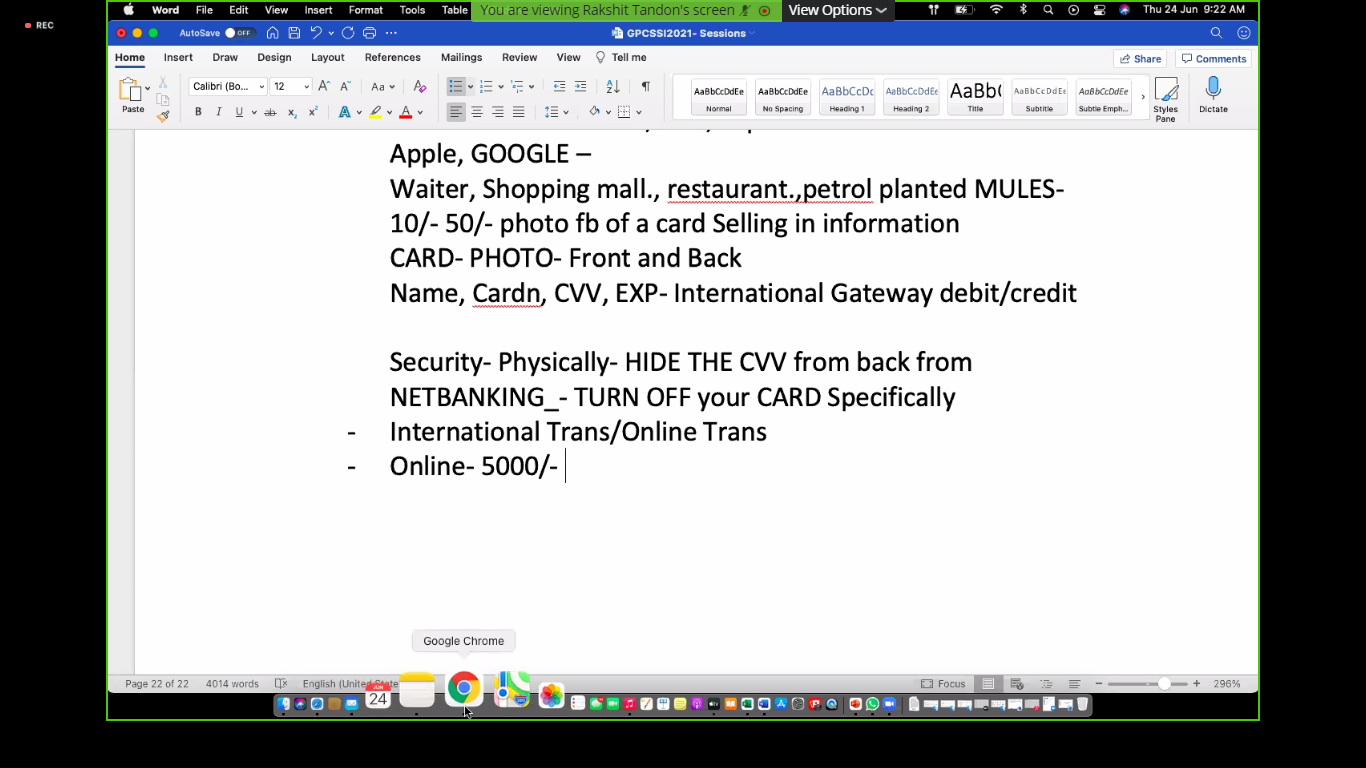 REC
Word File Edit View Insert Format Tools Table
You are viewing Rakshit Tandon's screen
View Options
Thu 24 Jun 9:22 AM
AutoSave OFF
GPCSSI2021- Sessions
Home Insert Draw Design Layout References Mailings Review View Tell me
Share Comments
Paste
Calibri (Bo... 12
AaBbCcDdEe AaBbCcDdEe AaBbCcDc AaBbCcDdEe AaBb( AaBbCcDdEe AaBbCcDdEe
Normal No Spacing Heading 1 Heading 2 Title Subtitle Subtle Emph...
Styles Pane
Dictate
Apple, GOOGLE –
Waiter, Shopping mall., restaurant.,petrol planted MULES-
10/- 50/- photo fb of a card Selling in information
CARD- PHOTO- Front and Back
Name, Cardn, CVV, EXP- International Gateway debit/credit
Security- Physically- HIDE THE CVV from back from
NETBANKING_- TURN OFF your CARD Specifically
- International Trans/Online Trans
- Online- 5000/-
Google Chrome
Page 22 of 22 4014 words English (United State
Focus
296%
JUN
24